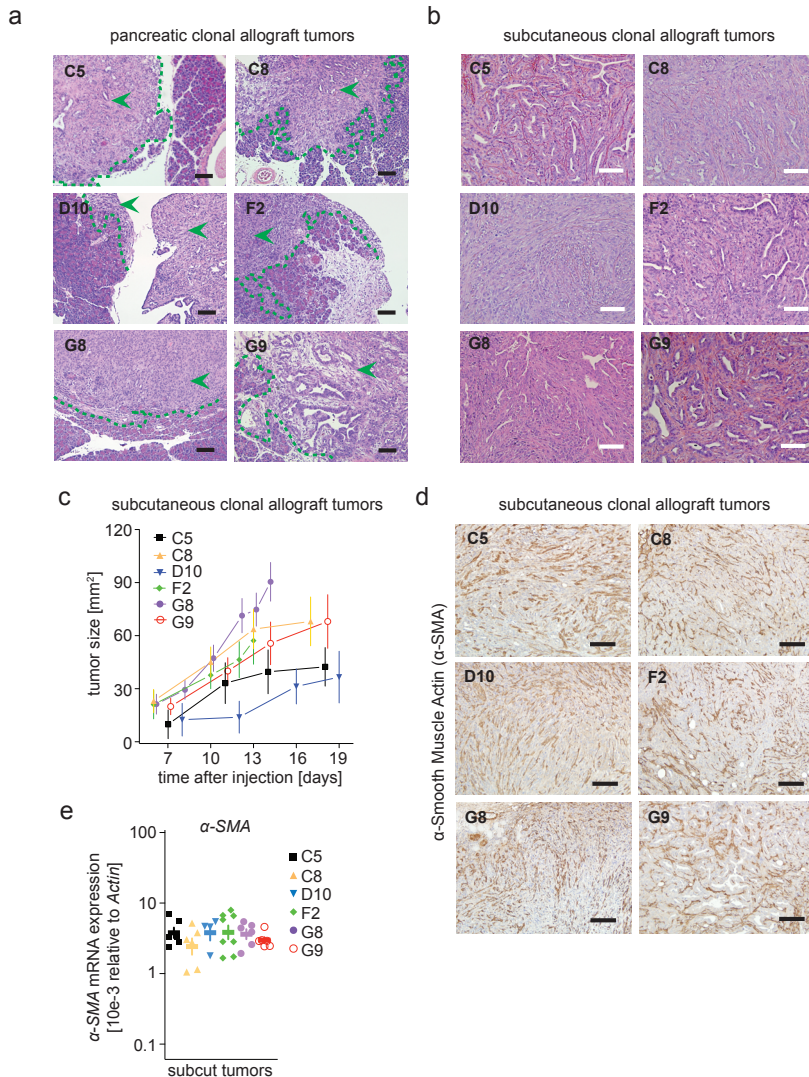 a
pancreatic clonal allograft tumors
C5
C8
D10
F2
G8
G9
b
subcutaneous clonal allograft tumors
C5
C8
D10
F2
G8
G9
c
subcutaneous clonal allograft tumors
120
90
60
30
0
tumor size [mm²]
C5
C8
D10
F2
G8
G9
7 10 13 16 19
time after injection [days]
d
subcutaneous clonal allograft tumors
α-Smooth Muscle Actin (α-SMA)
C5
C8
D10
F2
G8
G9
e
α-SMA
100
10
1
0.1
α-SMA mRNA expression
[10e-3 relative to Actin]
C5
C8
D10
F2
G8
G9
subcut tumors